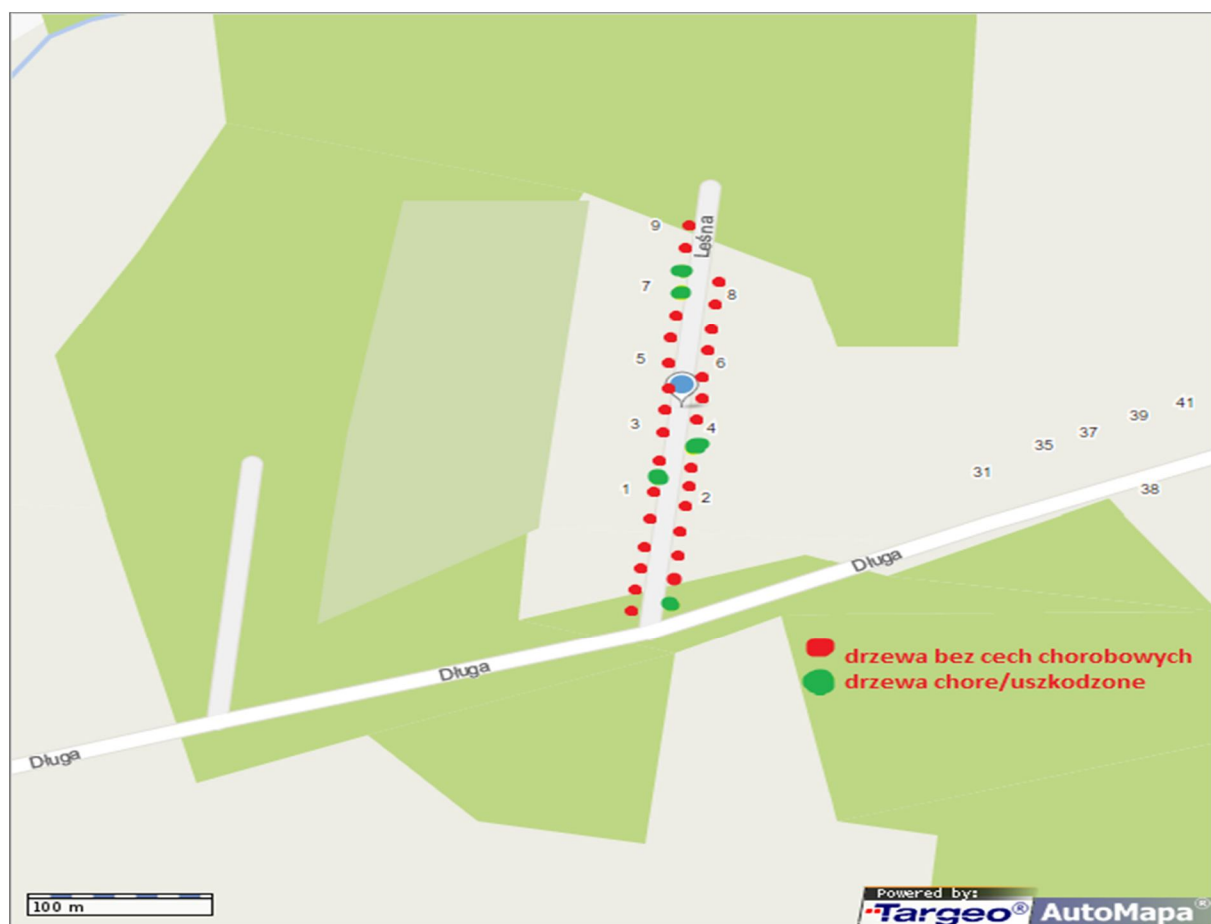 9
Leśna
7
8
5
6
3
4
1
2
41
39
37
35
31
38
Długa
drzewa bez cech chorobowych
drzewa chore/uszkodzone
Długa
Długa
100 m
Powered by:
Targeo® AutoMapa®